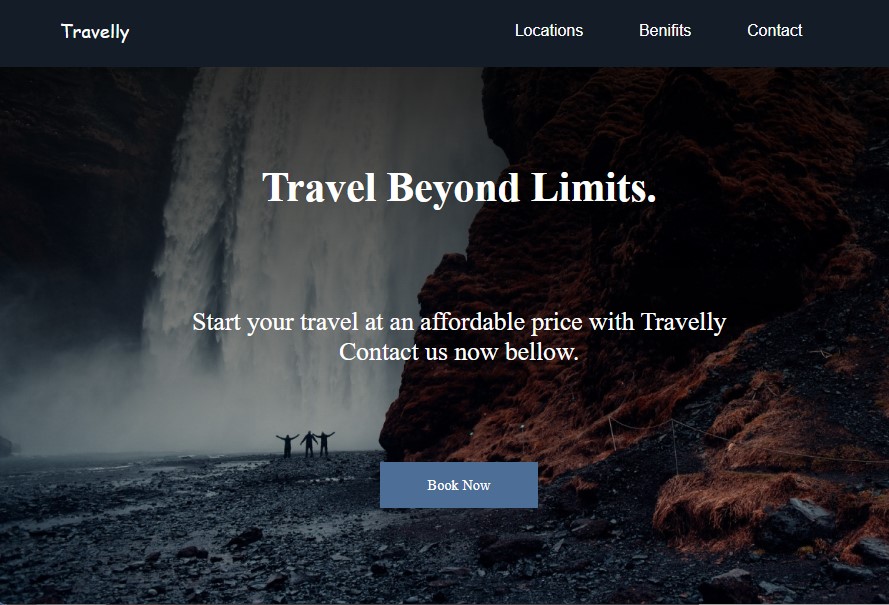 Travelly
Locations Benifits Contact
Travel Beyond Limits.
Start your travel at an affordable price with Travelly
Contact us now bellow.
Book Now